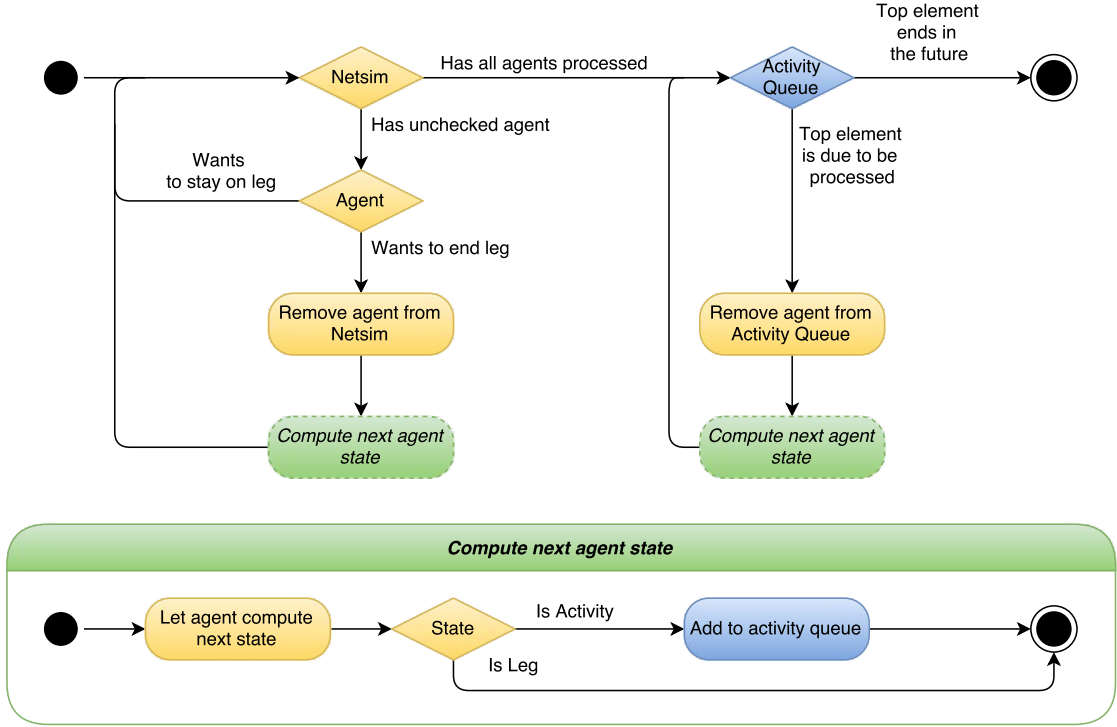 Top element
ends in
the future
Netsim
Has all agents processed
Activity
Queue
Has unchecked agent
Top element
is due to be
processed
Wants
to stay on leg
Agent
Wants to end leg
Remove agent from
Netsim
Remove agent from
Activity Queue
Compute next agent
state
Compute next agent
state
Compute next agent state
Let agent compute
next state
State
Is Activity
Add to activity queue
Is Leg